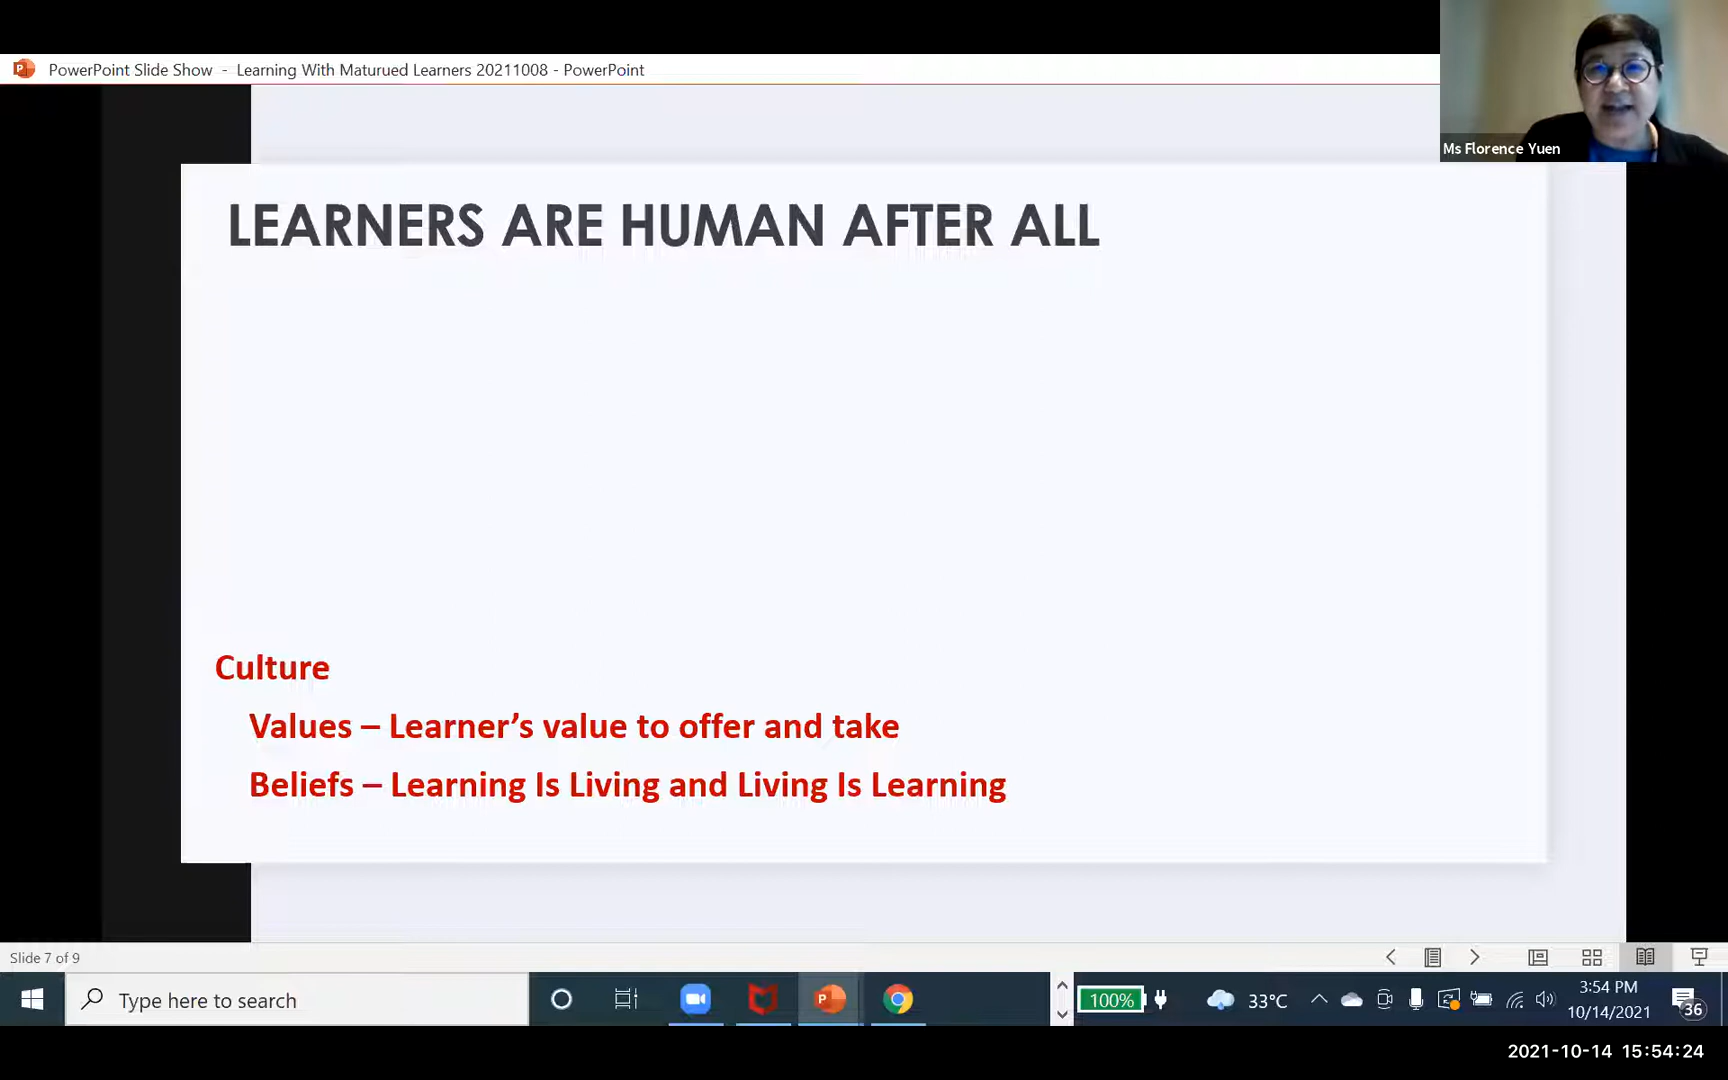 PowerPoint Slide Show - Learning With Maturued Learners 20211008 - PowerPoint
Ms Florence Yuen
LEARNERS ARE HUMAN AFTER ALL
Culture
Values – Learner's value to offer and take
Beliefs – Learning Is Living and Living Is Learning
Slide 7 of 9
Type here to search
100%
33°C
3:54 PM
10/14/2021
36
2021-10-14 15:54:24